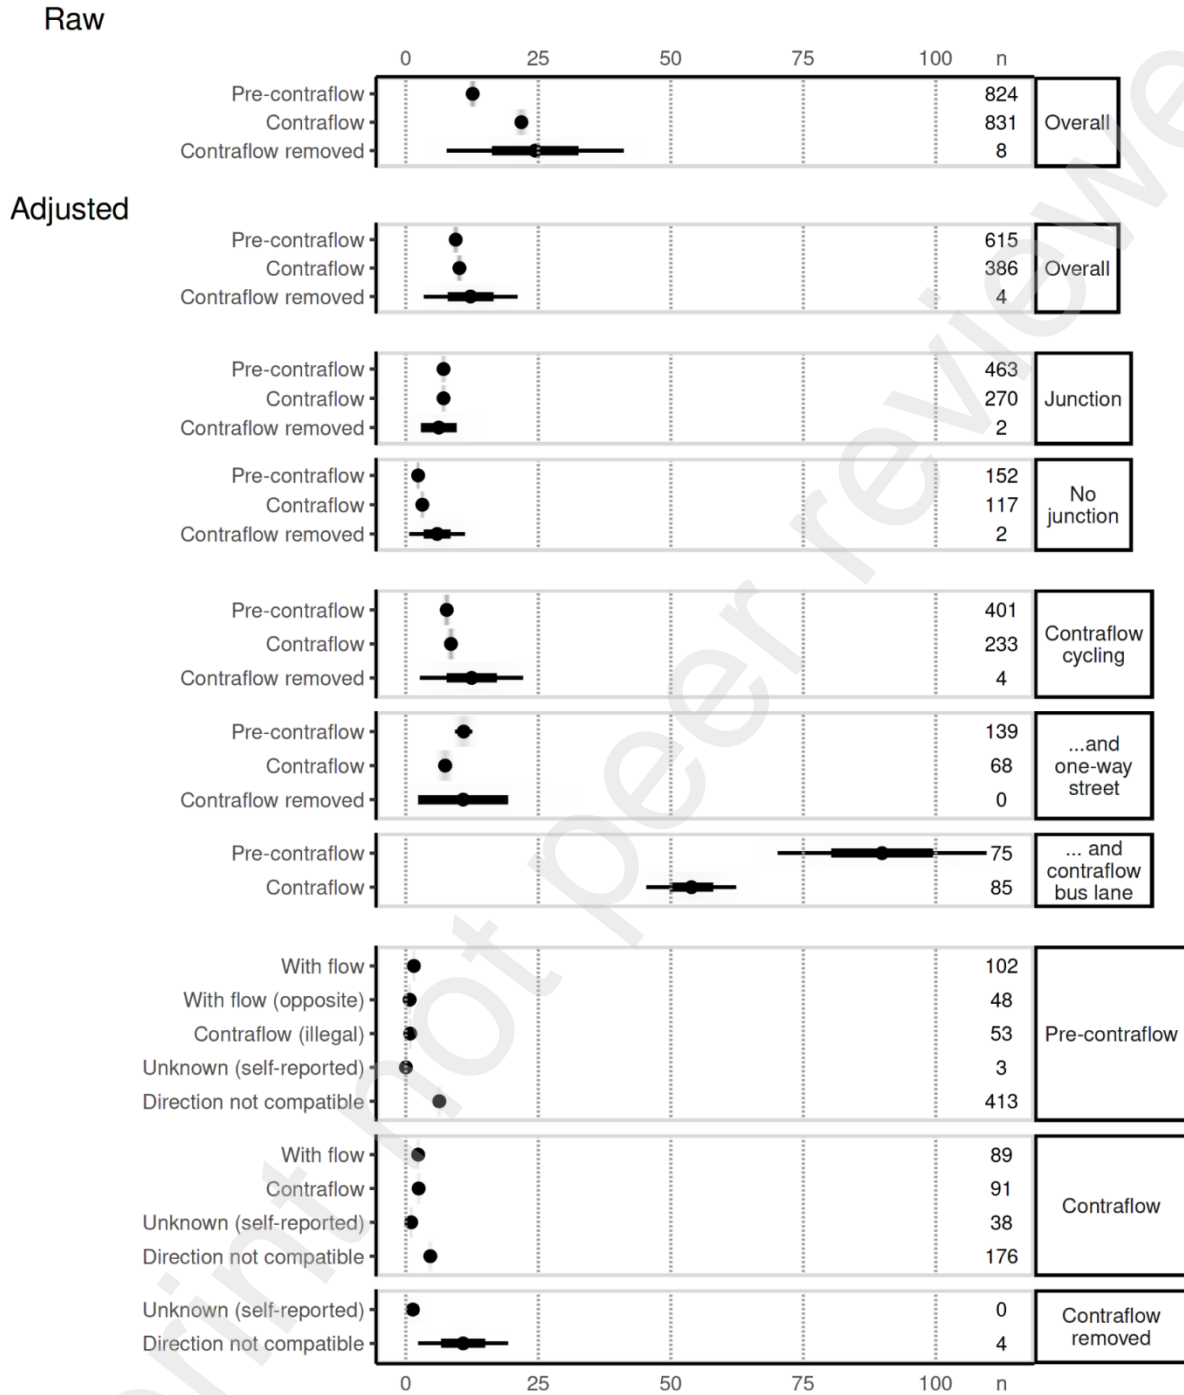 Raw
0 25 50 75 100 n
Pre-contraflow 824
Contraflow 831
Contraflow removed 8
Overall
Adjusted
Pre-contraflow 615
Contraflow 386
Contraflow removed 4
Overall
Pre-contraflow 463
Contraflow 270
Contraflow removed 2
Junction
Pre-contraflow 152
Contraflow 117
Contraflow removed 2
No
junction
Pre-contraflow 401
Contraflow 233
Contraflow removed 4
Contraflow
cycling
Pre-contraflow 139
Contraflow 68
Contraflow removed 0
...and
one-way
street
Pre-contraflow 75
Contraflow 85
... and
contraflow
bus lane
With flow 102
With flow (opposite) 48
Contraflow (illegal) 53
Unknown (self-reported) 3
Direction not compatible 413
Pre-contraflow
With flow 89
Contraflow 91
Unknown (self-reported) 38
Direction not compatible 176
Contraflow
Unknown (self-reported) 0
Direction not compatible 4
Contraflow
removed
0 25 50 75 100 n
rint not peer reviewe